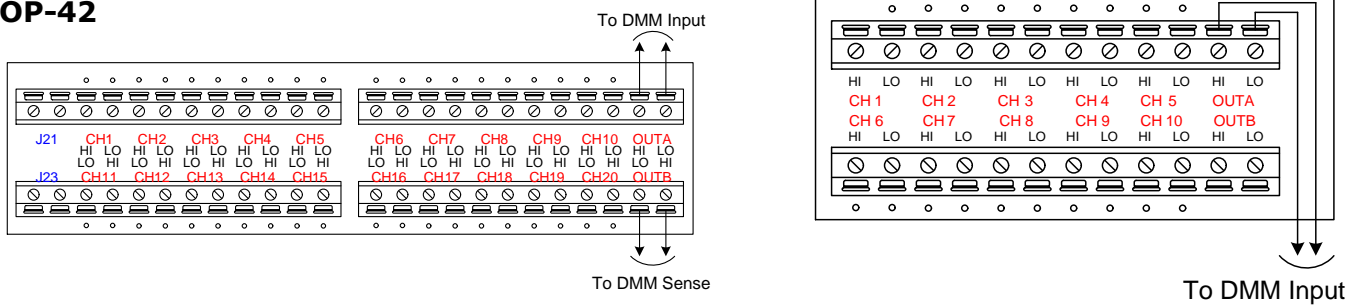 OP-42
To DMM Input
J21 CH1 CH2 CH3 CH4 CH5 CH6 CH7 CH8 CH9 CH10 OUTA
HI LO HI LO HI LO HI LO HI LO HI LO HI LO HI LO HI LO HI LO HI LO
LO HI LO HI LO HI LO HI LO HI LO HI LO HI LO HI LO HI LO HI LO HI
J23 CH11 CH12 CH13 CH14 CH15 CH16 CH17 CH18 CH19 CH20 OUTB
To DMM Sense
HI LO HI LO HI LO HI LO HI LO HI LO
CH 1 CH 2 CH 3 CH 4 CH 5 OUTA
CH 6 CH 7 CH 8 CH 9 CH 10 OUTB
HI LO HI LO HI LO HI LO HI LO HI LO
To DMM Input